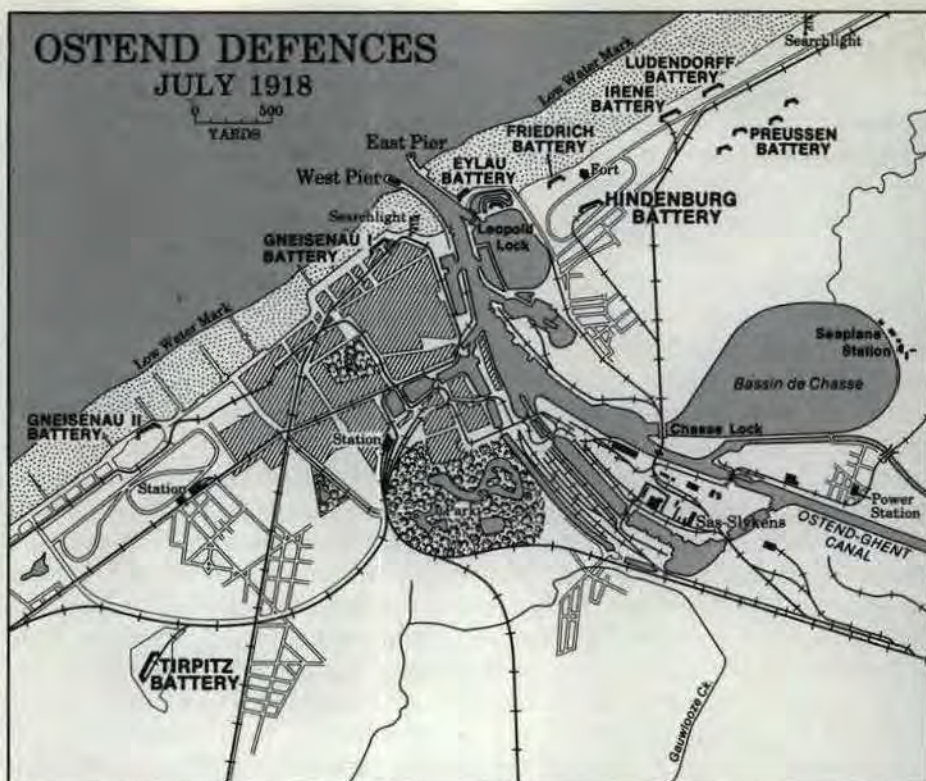 OSTEND DEFENCES
JULY 1918
0 500
YARDS
Low Water Mark
Searchlight
LUDENDORFF
BATTERY
IRENE
BATTERY
PREUSSEN
BATTERY
FRIEDRICH
BATTERY
Fort
HINDENBURG
BATTERY
East Pier
West Pier
EYLAU
BATTERY
Leopold
Lock
Searchlight
GNEISENAU I
BATTERY
Low Water Mark
Seaplane
Station
Bassin de Chasse
Chasse Lock
GNEISENAU II
BATTERY
Station
Station
Park
Power
Station
Sas-Slykens
OSTEND-GHENT
CANAL
TIRPITZ
BATTERY
Gauwlooze Ck.